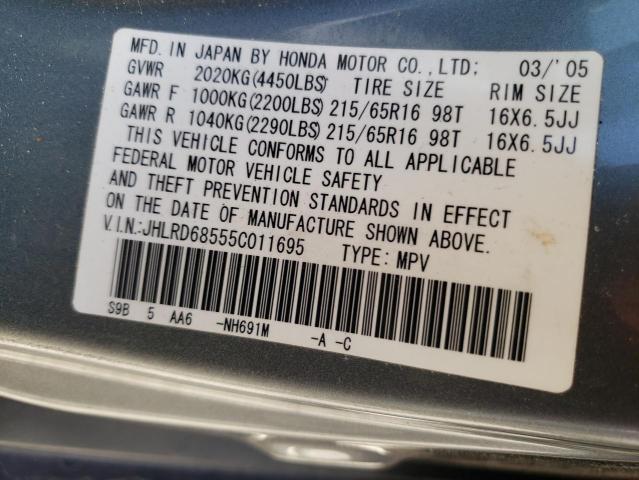 MFD. IN JAPAN BY HONDA MOTOR CO., LTD: 03/'05
GVWR 2020KG(4450LBS) TIRE SIZE RIM SIZE
GAWR F 1000KG(2200LBS) 215/65R16 98T 16X6.5JJ
GAWR R 1040KG(2290LBS) 215/65R16 98T 16X6.5JJ
THIS VEHICLE CONFORMS TO ALL APPLICABLE
FEDERAL MOTOR VEHICLE SAFETY
AND THEFT PREVENTION STANDARDS IN EFFECT
ON THE DATE OF MANUFACTURE SHOWN ABOVE.
V.I.N.:JHLRD68555C011695 TYPE: MPV
S9B 5 AA6 -NH691M -A -C